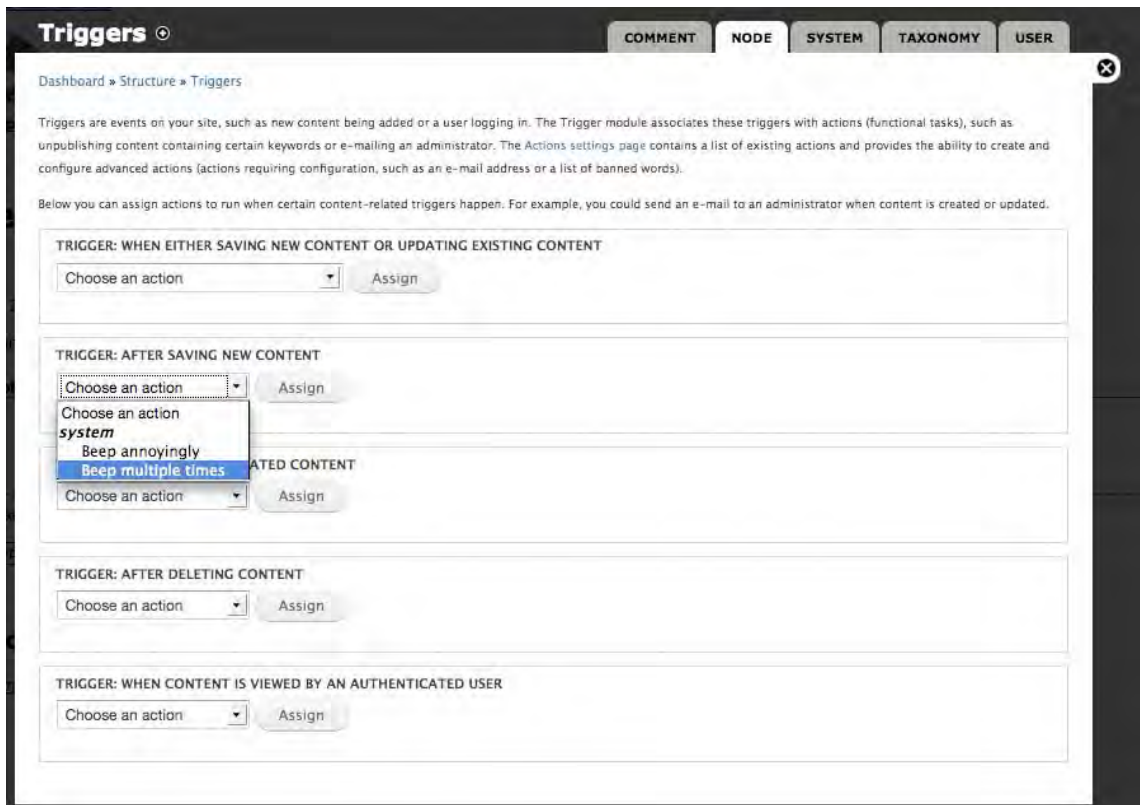 Triggers
COMMENT NODE SYSTEM TAXONOMY USER
Dashboard » Structure » Triggers
Triggers are events on your site, such as new content being added or a user logging in. The Trigger module associates these triggers with actions (functional tasks), such as
unpublishing content containing certain keywords or e-mailing an administrator. The Actions settings page contains a list of existing actions and provides the ability to create and
configure advanced actions (actions requiring configuration, such as an e-mail address or a list of banned words).
Below you can assign actions to run when certain content-related triggers happen. For example, you could send an e-mail to an administrator when content is created or updated.
TRIGGER: WHEN EITHER SAVING NEW CONTENT OR UPDATING EXISTING CONTENT
Choose an action Assign
TRIGGER: AFTER SAVING NEW CONTENT
Choose an action Assign
Choose an action
system
Beep annoyingly
Beep multiple times
ATED CONTENT
Choose an action Assign
TRIGGER: AFTER DELETING CONTENT
Choose an action Assign
TRIGGER: WHEN CONTENT IS VIEWED BY AN AUTHENTICATED USER
Choose an action Assign